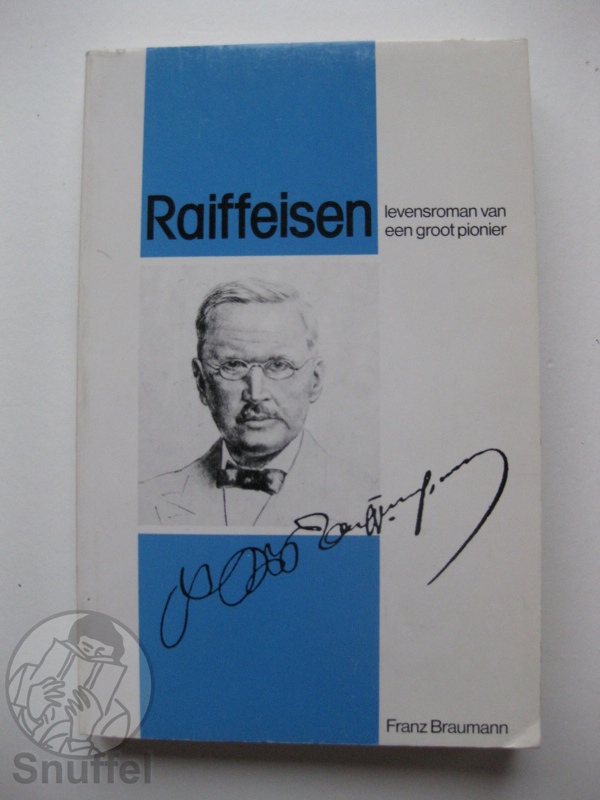 Raiffeisen
levensroman van
een groot pionier
Franz Braumann
Snuffel